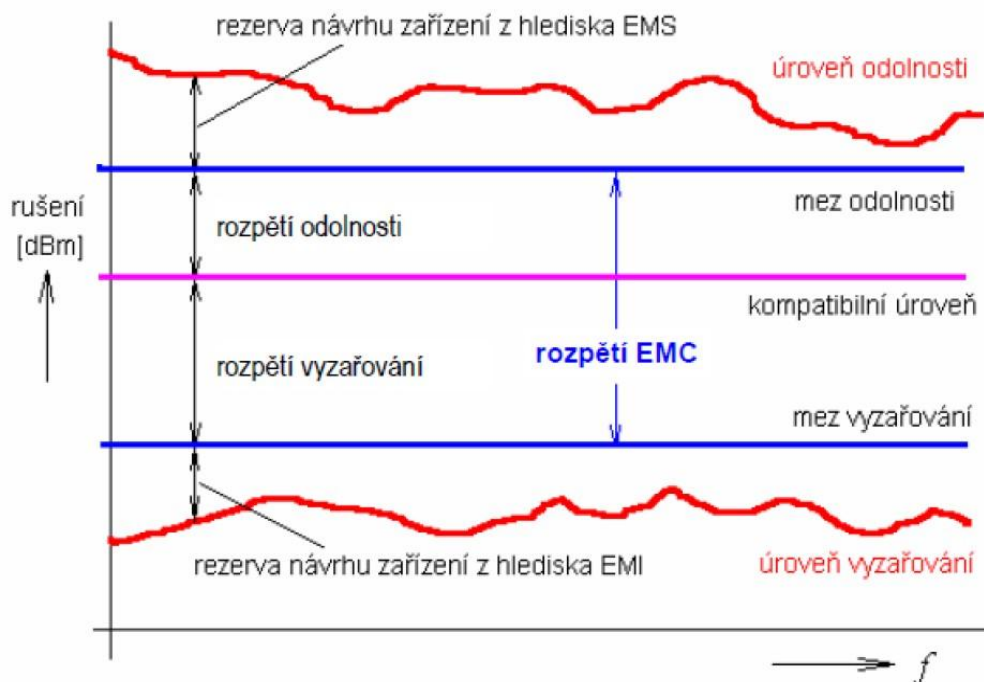 rezerva návrhu zařízení z hlediska EMS
úroveň odolnosti
mez odolnosti
rušení
[dBm]
rozpětí odolnosti
kompatibilní úroveň
rozpětí vyzařování
rozpětí EMC
mez vyzařování
rezerva návrhu zařízení z hlediska EMI
úroveň vyzařování
f